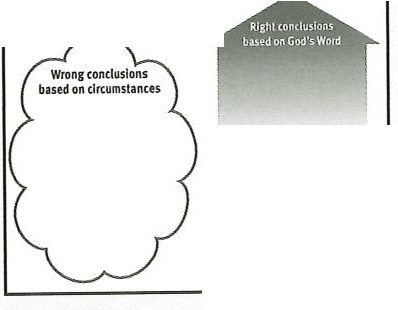 Wrong conclusions
based on circumstances
Right conclusions
based on God's Word